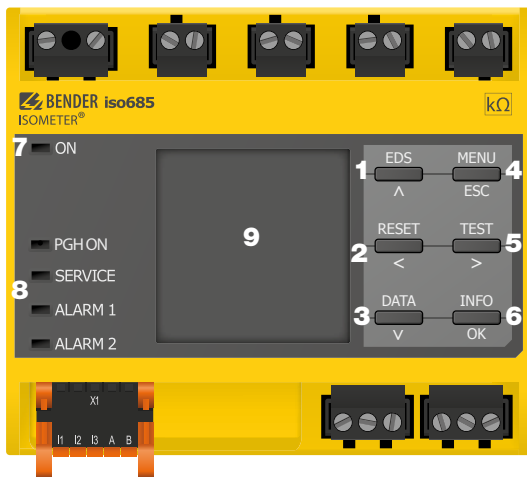 BENDER iso685
kΩ
ISOMETER®
7 ON
1 EDS
∧
MENU 4
ESC
9
PGH ON
2 RESET
<
TEST 5
>
8 SERVICE
ALARM 1
3 DATA
∨
INFO 6
OK
ALARM 2
X1
I1 I2 I3 A B